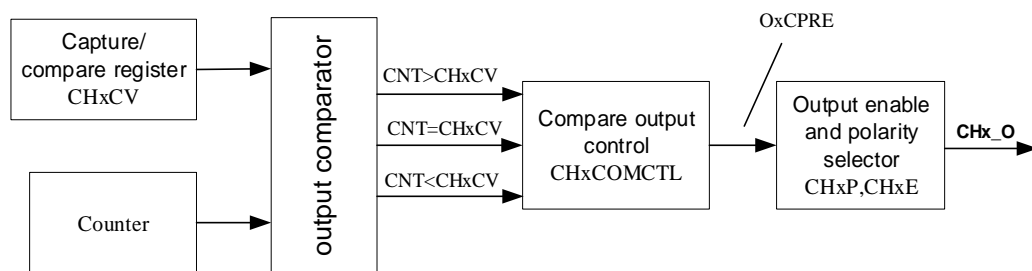 Capture/
compare register
CHxCV
Counter
output comparator
CNT>CHxCV
CNT=CHxCV
CNT<CHxCV
Compare output
control
CHxCOMCTL
OxCPRE
Output enable
and polarity
selector
CHxP,CHxE
CHx_O